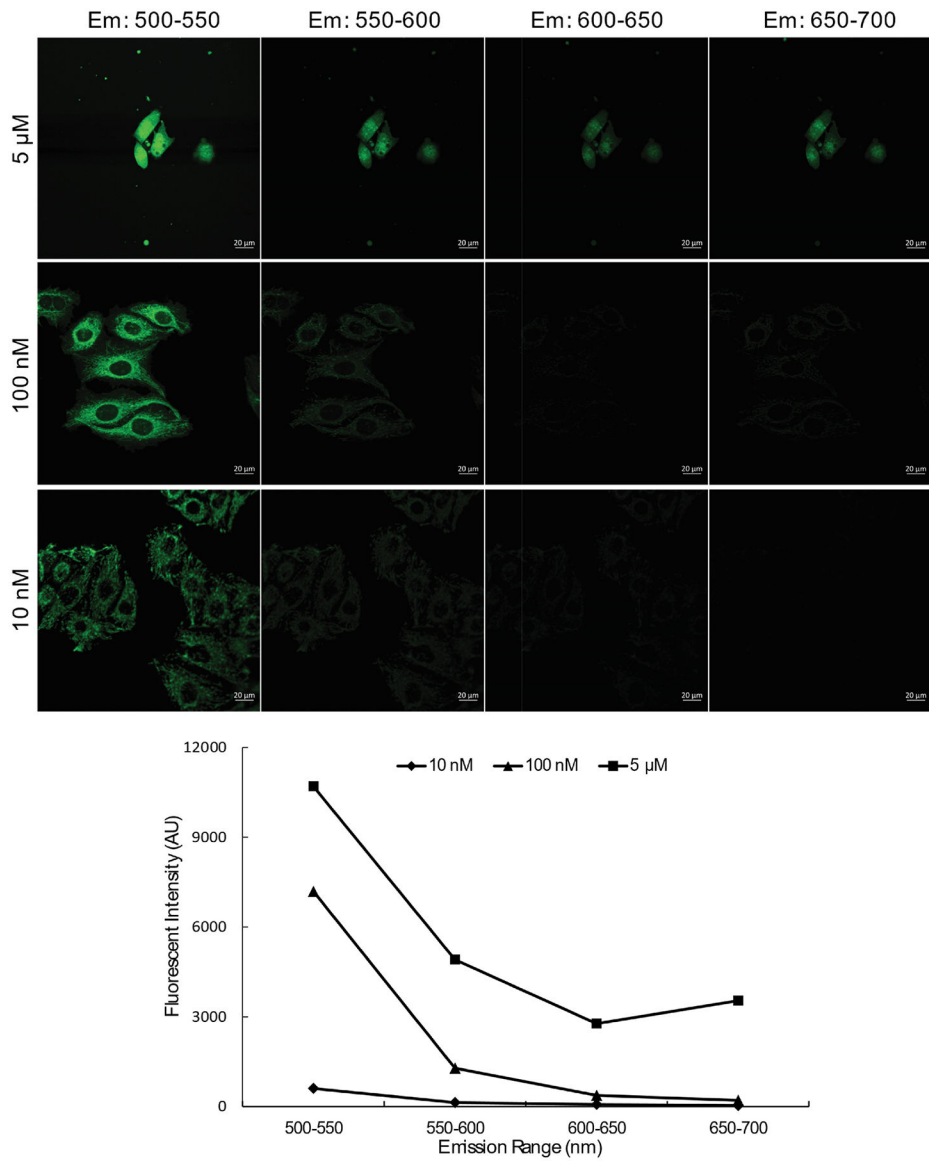 Em: 500-550 Em: 550-600 Em: 600-650 Em: 650-700
5 µM
20 µm 20 µm 20 µm 20 µm
100 nM
20 µm 20 µm 20 µm 20 µm
10 nM
20 µm 20 µm 20 µm 20 µm
12000
10 nM 100 nM 5 µM
9000
Fluorescent Intensity (AU)
6000
3000
0
500-550 550-600 600-650 650-700
Emission Range (nm)